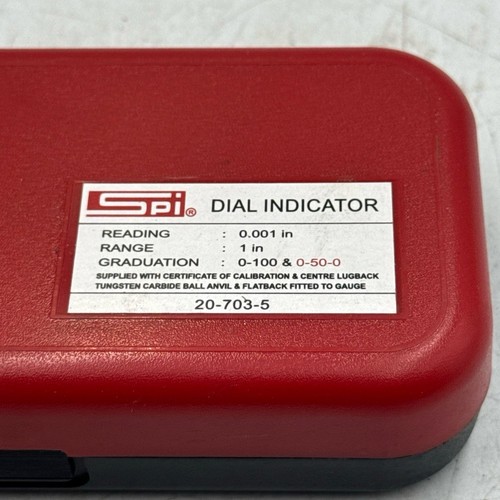 Spi® DIAL INDICATOR
READING : 0.001 in
RANGE : 1 in
GRADUATION : 0-100 & 0-50-0
SUPPLIED WITH CERTIFICATE OF CALIBRATION & CENTRE LUGBACK
TUNGSTEN CARBIDE BALL ANVIL & FLATBACK FITTED TO GAUGE
20-703-5